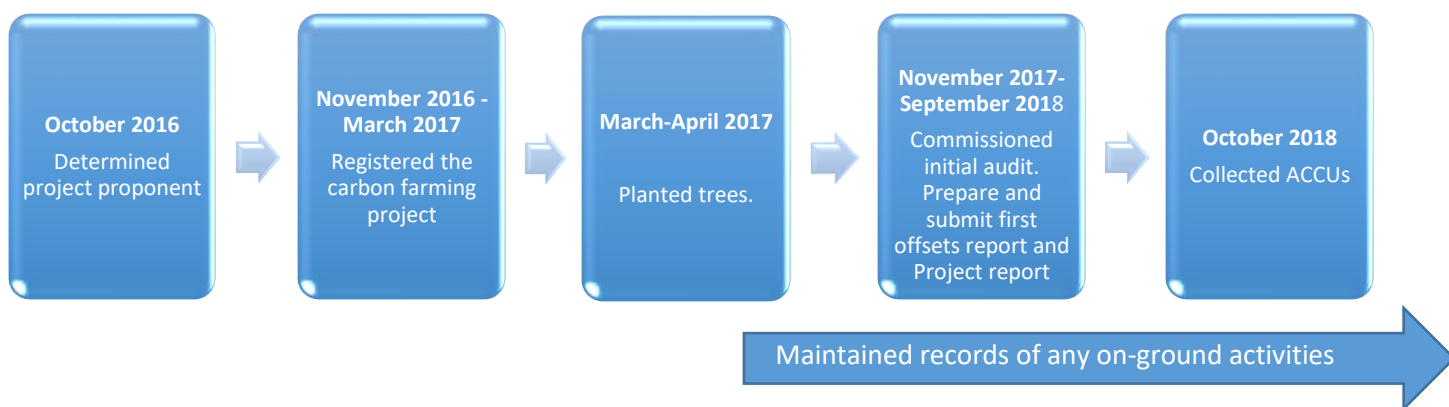 October 2016
Determined
project proponent
November 2016 -
March 2017
Registered the
carbon farming
project
March-April 2017
Planted trees.
November 2017-
September 2018
Commissioned
initial audit.
Prepare and
submit first
offsets report and
Project report
October 2018
Collected ACCUs
Maintained records of any on-ground activities